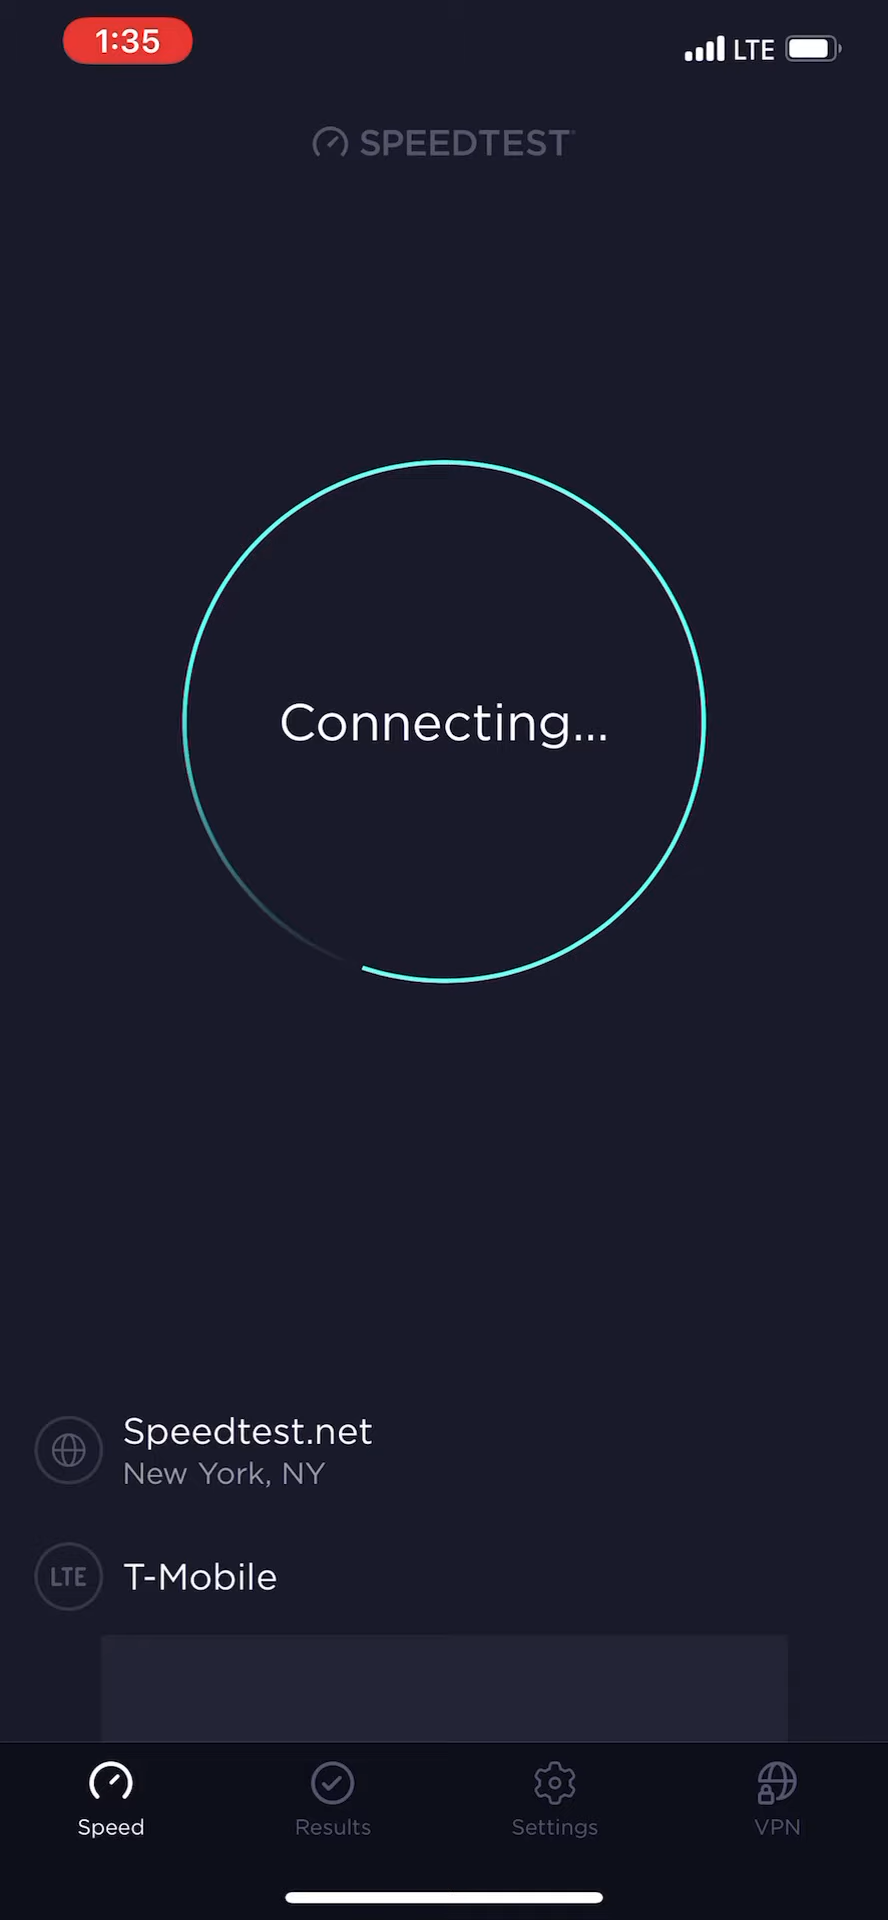 1:35
LTE
SPEEDTEST
Connecting...
Speedtest.net
New York, NY
LTE
T-Mobile
Speed
Results
Settings
VPN